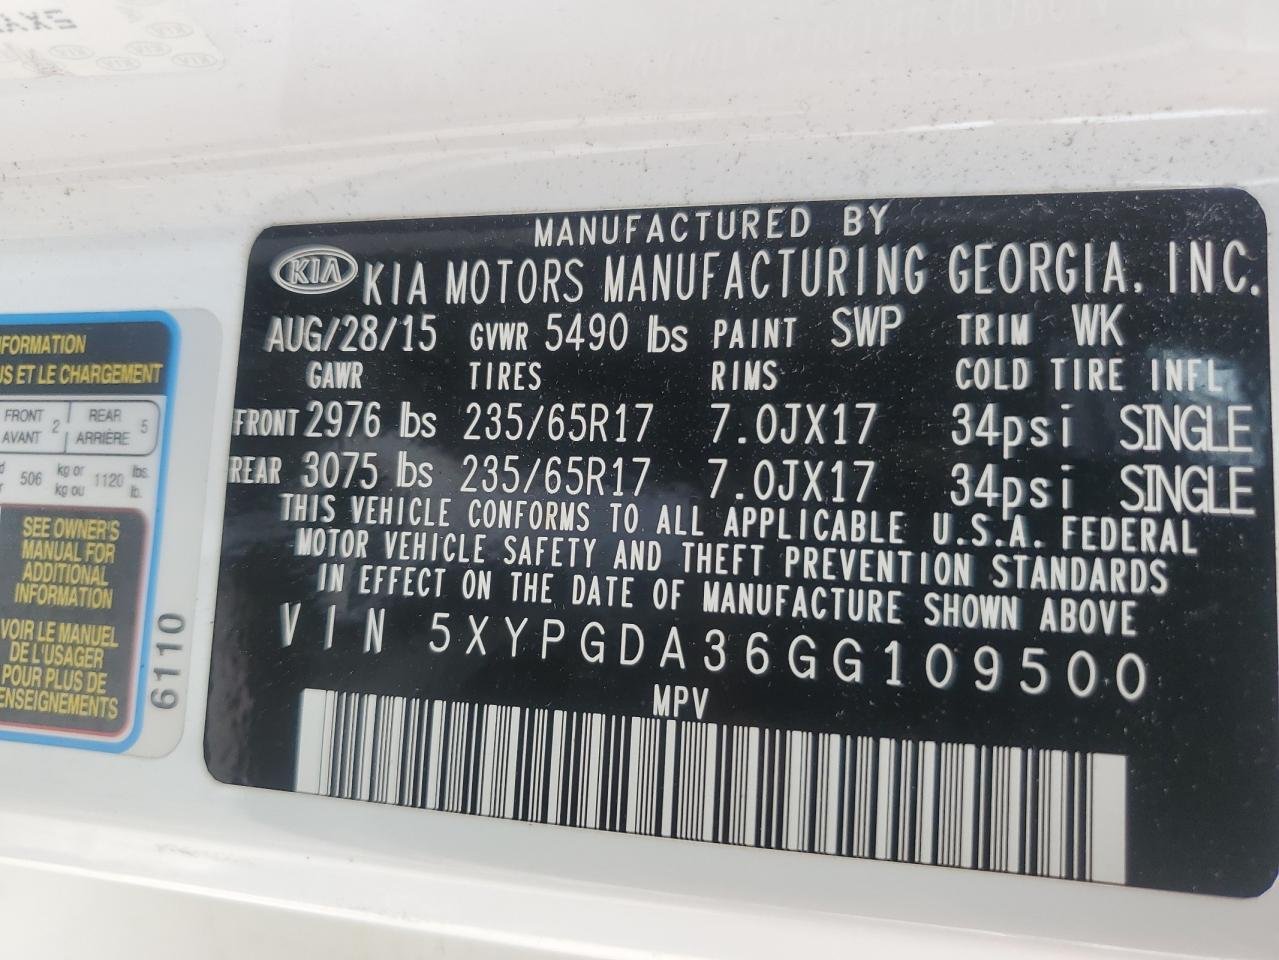 5XY
KIA
NFORMATION
US ET LE CHARGEMENT
FRONT AVANT 2 REAR ARRIÈRE 5
506 kg or kg ou 1120 lbs. lb.
SEE OWNER'S
MANUAL FOR
ADDITIONAL
INFORMATION
VOIR LE MANUEL
DE L'USAGER
POUR PLUS DE
ENSEIGNEMENTS
6110
MANUFACTURED BY
KIA KIA MOTORS MANUFACTURING GEORGIA, INC.
AUG/28/15 GVWR 5490 lbs PAINT SWP TRIM WK
GAWR TIRES RIMS COLD TIRE INFL
FRONT 2976 lbs 235/65R17 7.0JX17 34psi SINGLE
REAR 3075 lbs 235/65R17 7.0JX17 34psi SINGLE
THIS VEHICLE CONFORMS TO ALL APPLICABLE U.S.A. FEDERAL
MOTOR VEHICLE SAFETY AND THEFT PREVENTION STANDARDS
IN EFFECT ON THE DATE OF MANUFACTURE SHOWN ABOVE
VIN 5XYPGDA36GG109500
MPV